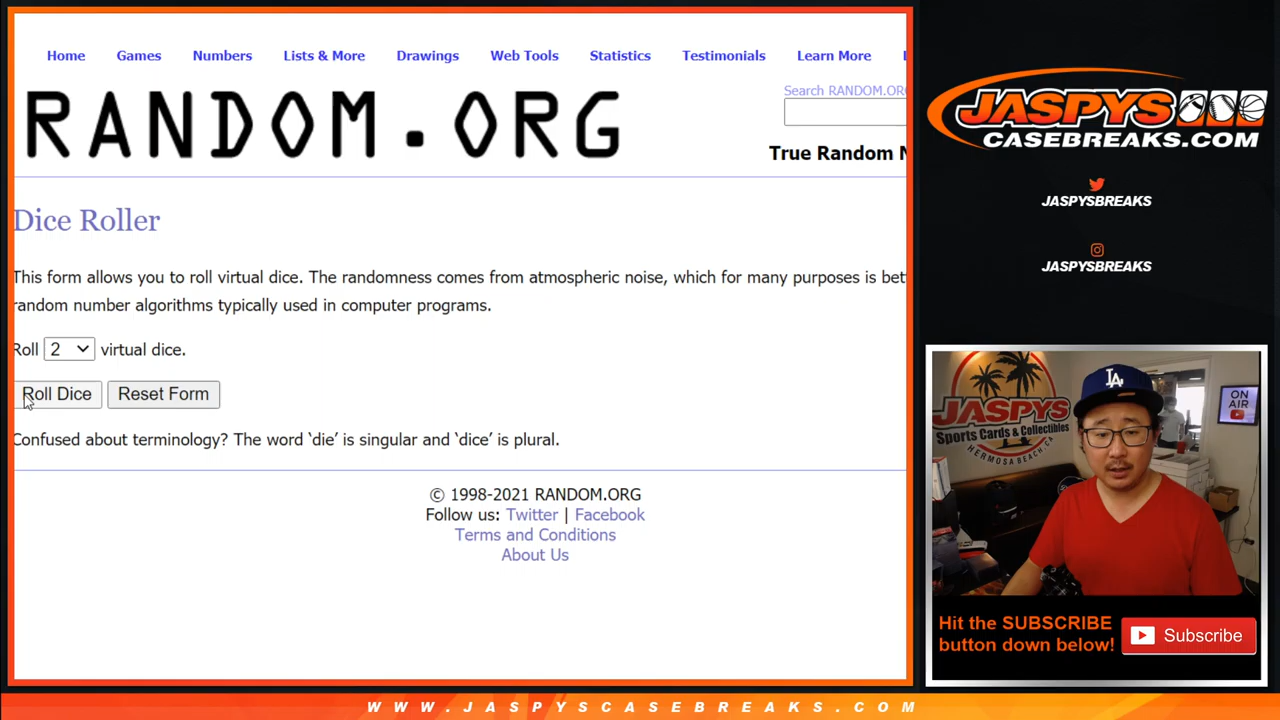 Home Games Numbers Lists & More Drawings Web Tools Statistics Testimonials Learn More
RANDOM.ORG
Search RANDOM.ORG
True Random N
Dice Roller
This form allows you to roll virtual dice. The randomness comes from atmospheric noise, which for many purposes is bet
random number algorithms typically used in computer programs.
Roll 2 virtual dice.
Roll Dice Reset Form
Confused about terminology? The word ‘die’ is singular and ‘dice’ is plural.
© 1998-2021 RANDOM.ORG
Follow us: Twitter | Facebook
Terms and Conditions
About Us
JASPYS
CASEBREAKS.COM
JASPYSBREAKS
JASPYSBREAKS
JASPYS
Sports Cards & Collectibles
HERMOSA BEACH, CA
LA
ON
AIR
Hit the SUBSCRIBE
button down below!
Subscribe
WWW.JASPYSCASEBREAKS.COM